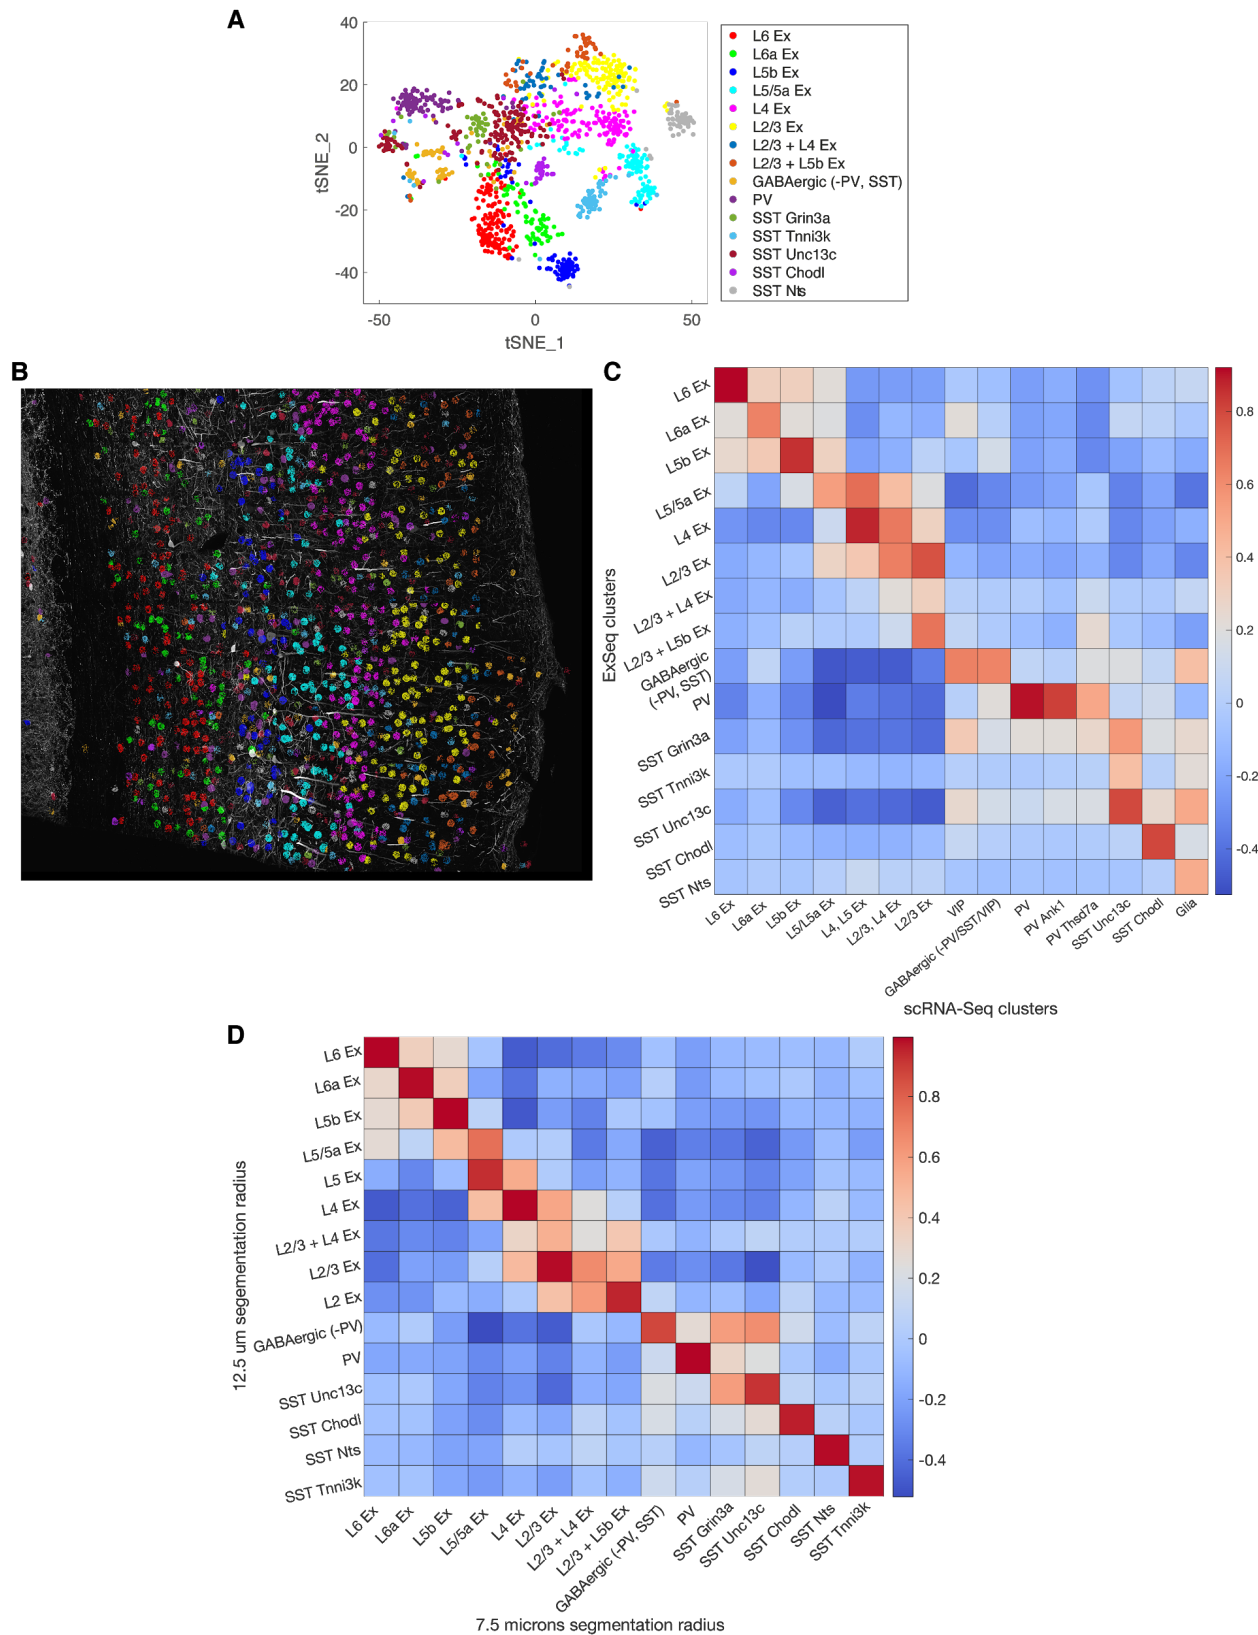 A
40
20
0
-20
-40
tSNE_2
-50
0
50
tSNE_1
L6 Ex
L6a Ex
L5b Ex
L5/5a Ex
L4 Ex
L2/3 Ex
L2/3 + L4 Ex
L2/3 + L5b Ex
GABAergic (-PV, SST)
PV
SST Grin3a
SST Tnni3k
SST Unc13c
SST Chodl
SST Nts
B
C
ExSeq clusters
L6 Ex
L6a Ex
L5b Ex
L5/5a Ex
L4 Ex
L2/3 Ex
L2/3 + L4 Ex
L2/3 + L5b Ex
GABAergic
(-PV, SST)
PV
SST Grin3a
SST Tnni3k
SST Unc13c
SST Chodl
SST Nts
L6 Ex
L6a Ex
L5b Ex
L5/L5a Ex
L4, L5 Ex
L2/3, L4 Ex
L2/3 Ex
VIP
GABAergic (-PV/SST/VIP)
PV
PV Ank1
PV Thsd7a
SST Unc13c
SST Chodl
Glia
scRNA-Seq clusters
0.8
0.6
0.4
0.2
0
-0.2
-0.4
D
12.5 um segementation radius
L6 Ex
L6a Ex
L5b Ex
L5/5a Ex
L5 Ex
L4 Ex
L2/3 + L4 Ex
L2/3 Ex
L2 Ex
GABAergic (-PV)
PV
SST Unc13c
SST Chodl
SST Nts
SST Tnni3k
L6 Ex
L6a Ex
L5b Ex
L5/5a Ex
L4 Ex
L2/3 Ex
L2/3 + L4 Ex
L2/3 + L5b Ex
GABAergic (-PV, SST)
PV
SST Grin3a
SST Unc13c
SST Chodl
SST Nts
SST Tnni3k
7.5 microns segmentation radius
0.8
0.6
0.4
0.2
0
-0.2
-0.4